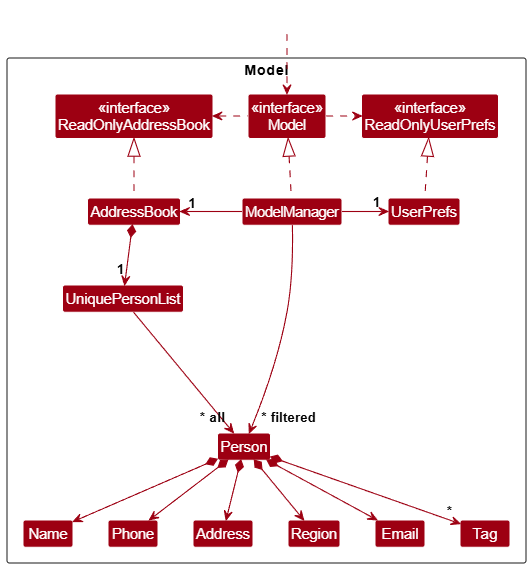 Model
«interface»
ReadOnlyAddressBook
«interface»
Model
«interface»
ReadOnlyUserPrefs
AddressBook
1
ModelManager
1
UserPrefs
1
UniquePersonList
* all
* filtered
Person
*
Name
Phone
Address
Region
Email
Tag